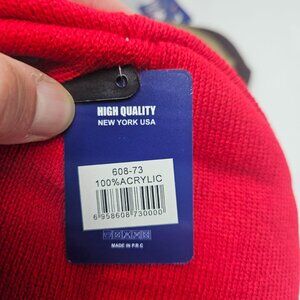 HIGH QUALITY
NEW YORK USA
608-73
100%ACRYLIC
6 958608 730000
MADE IN P.R.C